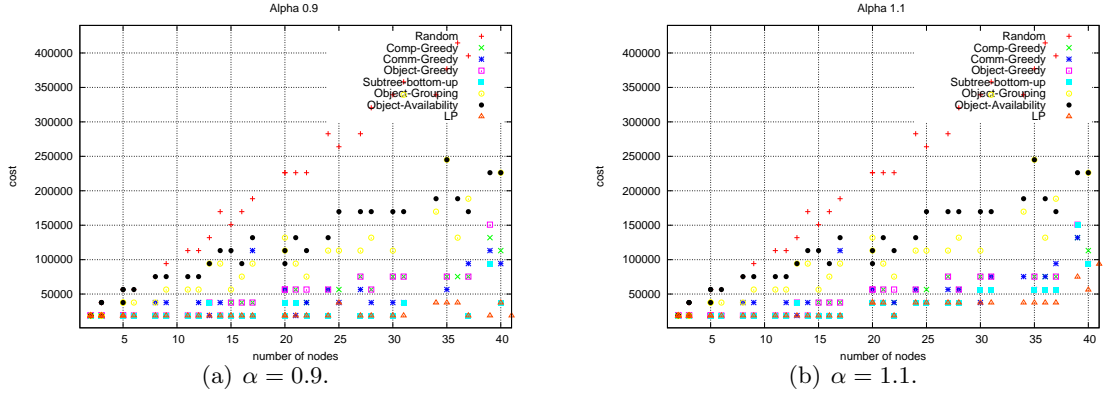 Alpha 0.9
400000
350000
300000
250000
200000
150000
100000
50000
cost
5 10 15 20 25 30 35 40
number of nodes
Random
Comp-Greedy
Comm-Greedy
Object-Greedy
Subtree-bottom-up
Object-Grouping
Object-Availability
LP
(a) α = 0.9.
Alpha 1.1
400000
350000
300000
250000
200000
150000
100000
50000
cost
5 10 15 20 25 30 35 40
number of nodes
Random
Comp-Greedy
Comm-Greedy
Object-Greedy
Subtree-bottom-up
Object-Grouping
Object-Availability
LP
(b) α = 1.1.